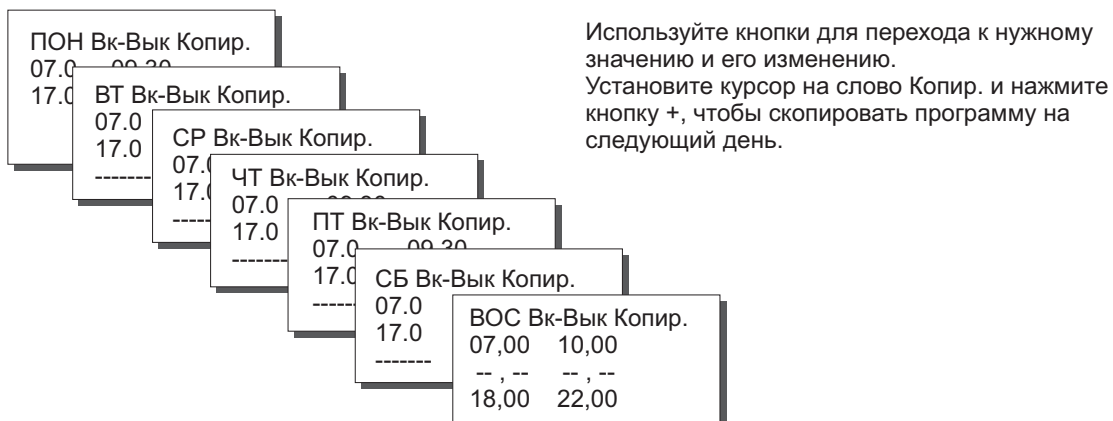 ПОН Вк-Вык Копир.
07.0 09.30
17.0
ВТ Вк-Вык Копир.
07.0
17.0
-------
СР Вк-Вык Копир.
07.0
17.0
-----
ЧТ Вк-Вык Копир.
07.0
17.0
-------
ПТ Вк-Вык Копир.
07.0 09.30
17.0
-----
СБ Вк-Вык Копир.
07.0
17.0
-------
ВОС Вк-Вык Копир.
07,00 10,00
-- , -- -- , --
18,00 22,00
Используйте кнопки для перехода к нужному
значению и его изменению.
Установите курсор на слово Копир. и нажмите
кнопку +, чтобы скопировать программу на
следующий день.